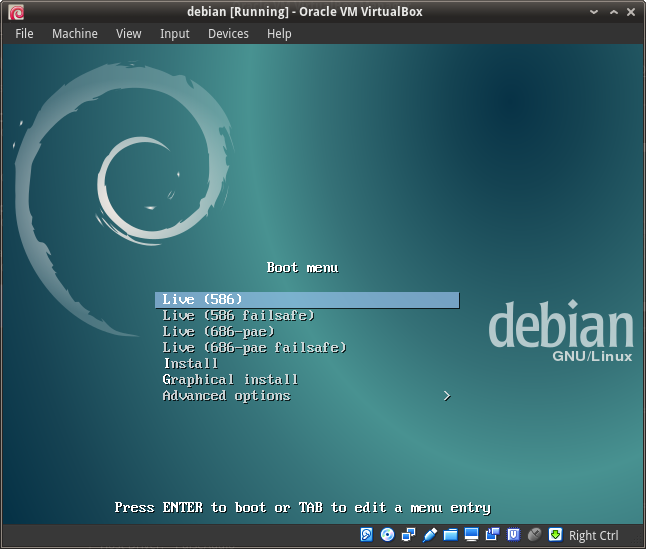 debian [Running] - Oracle VM VirtualBox
File Machine View Input Devices Help
Boot menu
Live (586)
Live (586 failsafe)
Live (686-pae)
Live (686-pae failsafe)
Install
Graphical install
Advanced options >
debian
GNU/Linux
Press ENTER to boot or TAB to edit a menu entry
Right Ctrl